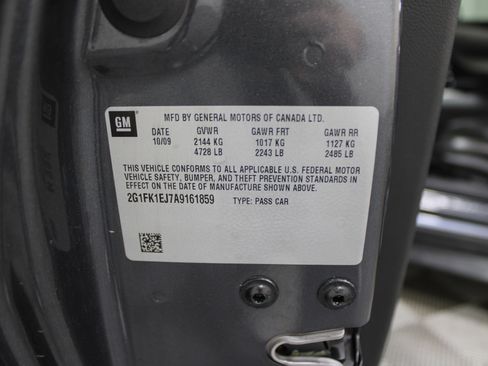 GM
MFD BY GENERAL MOTORS OF CANADA LTD.
DATE GVWR GAWR FRT GAWR RR
10/09 2144 KG 1017 KG 1127 KG
4728 LB 2243 LB 2485 LB
THIS VEHICLE CONFORMS TO ALL APPLICABLE U.S. FEDERAL MOTOR
VEHICLE SAFETY, BUMPER, AND THEFT PREVENTION STANDARDS IN
EFFECT ON THE DATE OF MANUFACTURE SHOWN ABOVE.
2G1FK1EJ7A9161859 TYPE: PASS CAR